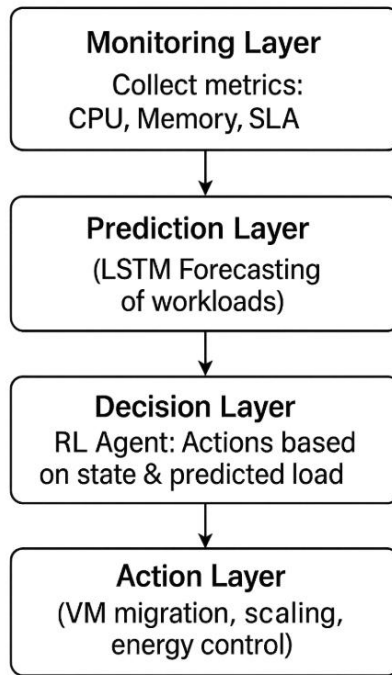 Monitoring Layer
Collect metrics:
CPU, Memory, SLA
Prediction Layer
(LSTM Forecasting
of workloads)
Decision Layer
RL Agent: Actions based
on state & predicted load
Action Layer
(VM migration, scaling,
energy control)